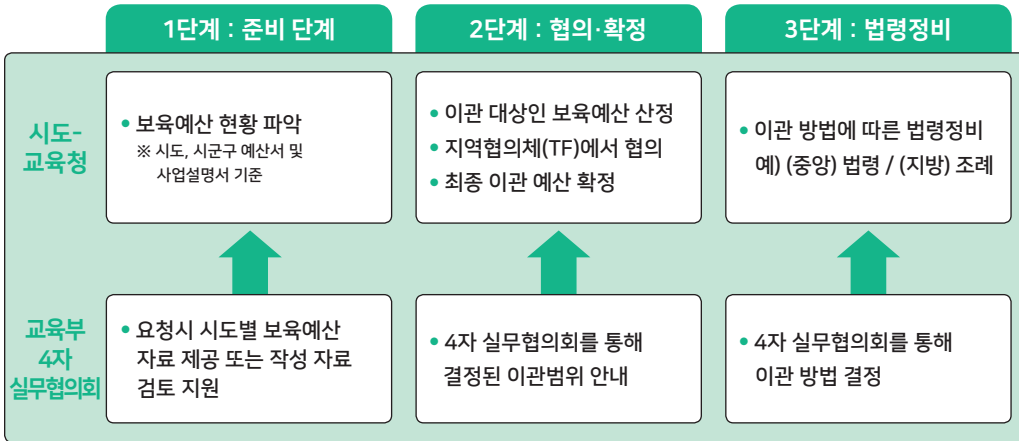 1단계 : 준비 단계
2단계 : 협의·확정
3단계 : 법령정비
시도-
교육청
• 보육예산 현황 파악
※ 시도, 시군구 예산서 및
사업설명서 기준
• 이관 대상인 보육예산 산정
• 지역협의체(TF)에서 협의
• 최종 이관 예산 확정
• 이관 방법에 따른 법령정비
예) (중앙) 법령 / (지방) 조례
교육부
4자
실무협의회
• 요청시 시도별 보육예산
자료 제공 또는 작성 자료
검토 지원
• 4자 실무협의회를 통해
결정된 이관범위 안내
• 4자 실무협의회를 통해
이관 방법 결정